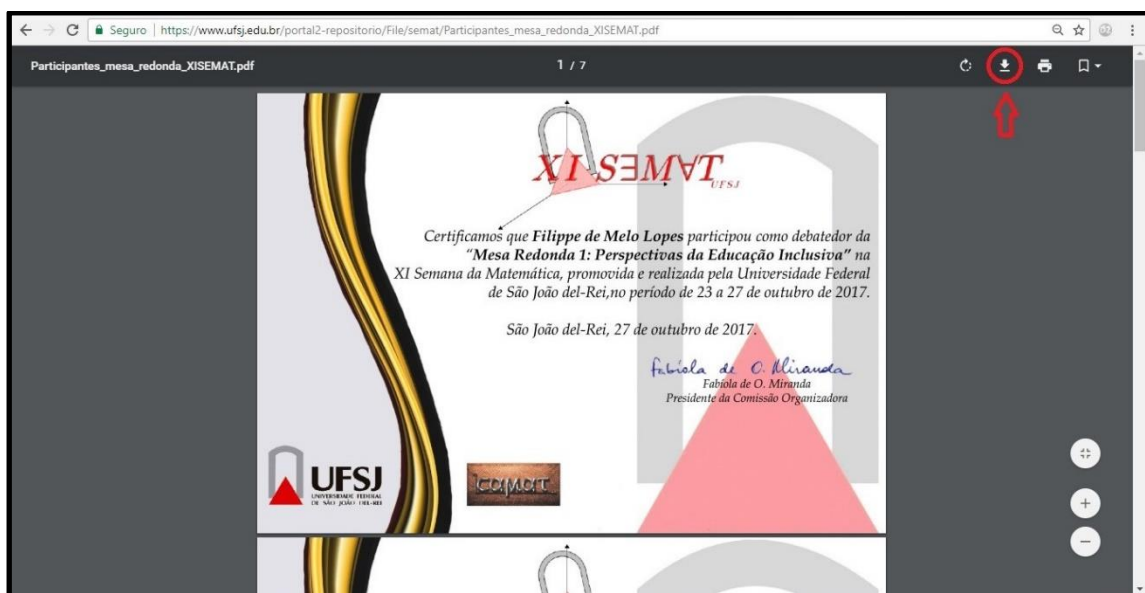 Seguro | https://www.ufsj.edu.br/portal2-repositorio/File/semat/Participantes_mesa_redonda_XISEMAT.pdf
Participantes_mesa_redonda_XISEMAT.pdf 1 / 7
XI SƎM∀T
UFSJ
Certificamos que Filippe de Melo Lopes participou como debatedor da
“Mesa Redonda 1: Perspectivas da Educação Inclusiva” na
XI Semana da Matemática, promovida e realizada pela Universidade Federal
de São João del-Rei,no período de 23 a 27 de outubro de 2017.
São João del-Rei, 27 de outubro de 2017.
Fabíola de O. Miranda
Fabíola de O. Miranda
Presidente da Comissão Organizadora
UFSJ
UNIVERSIDADE FEDERAL
DE SÃO JOÃO DEL-REI
camat